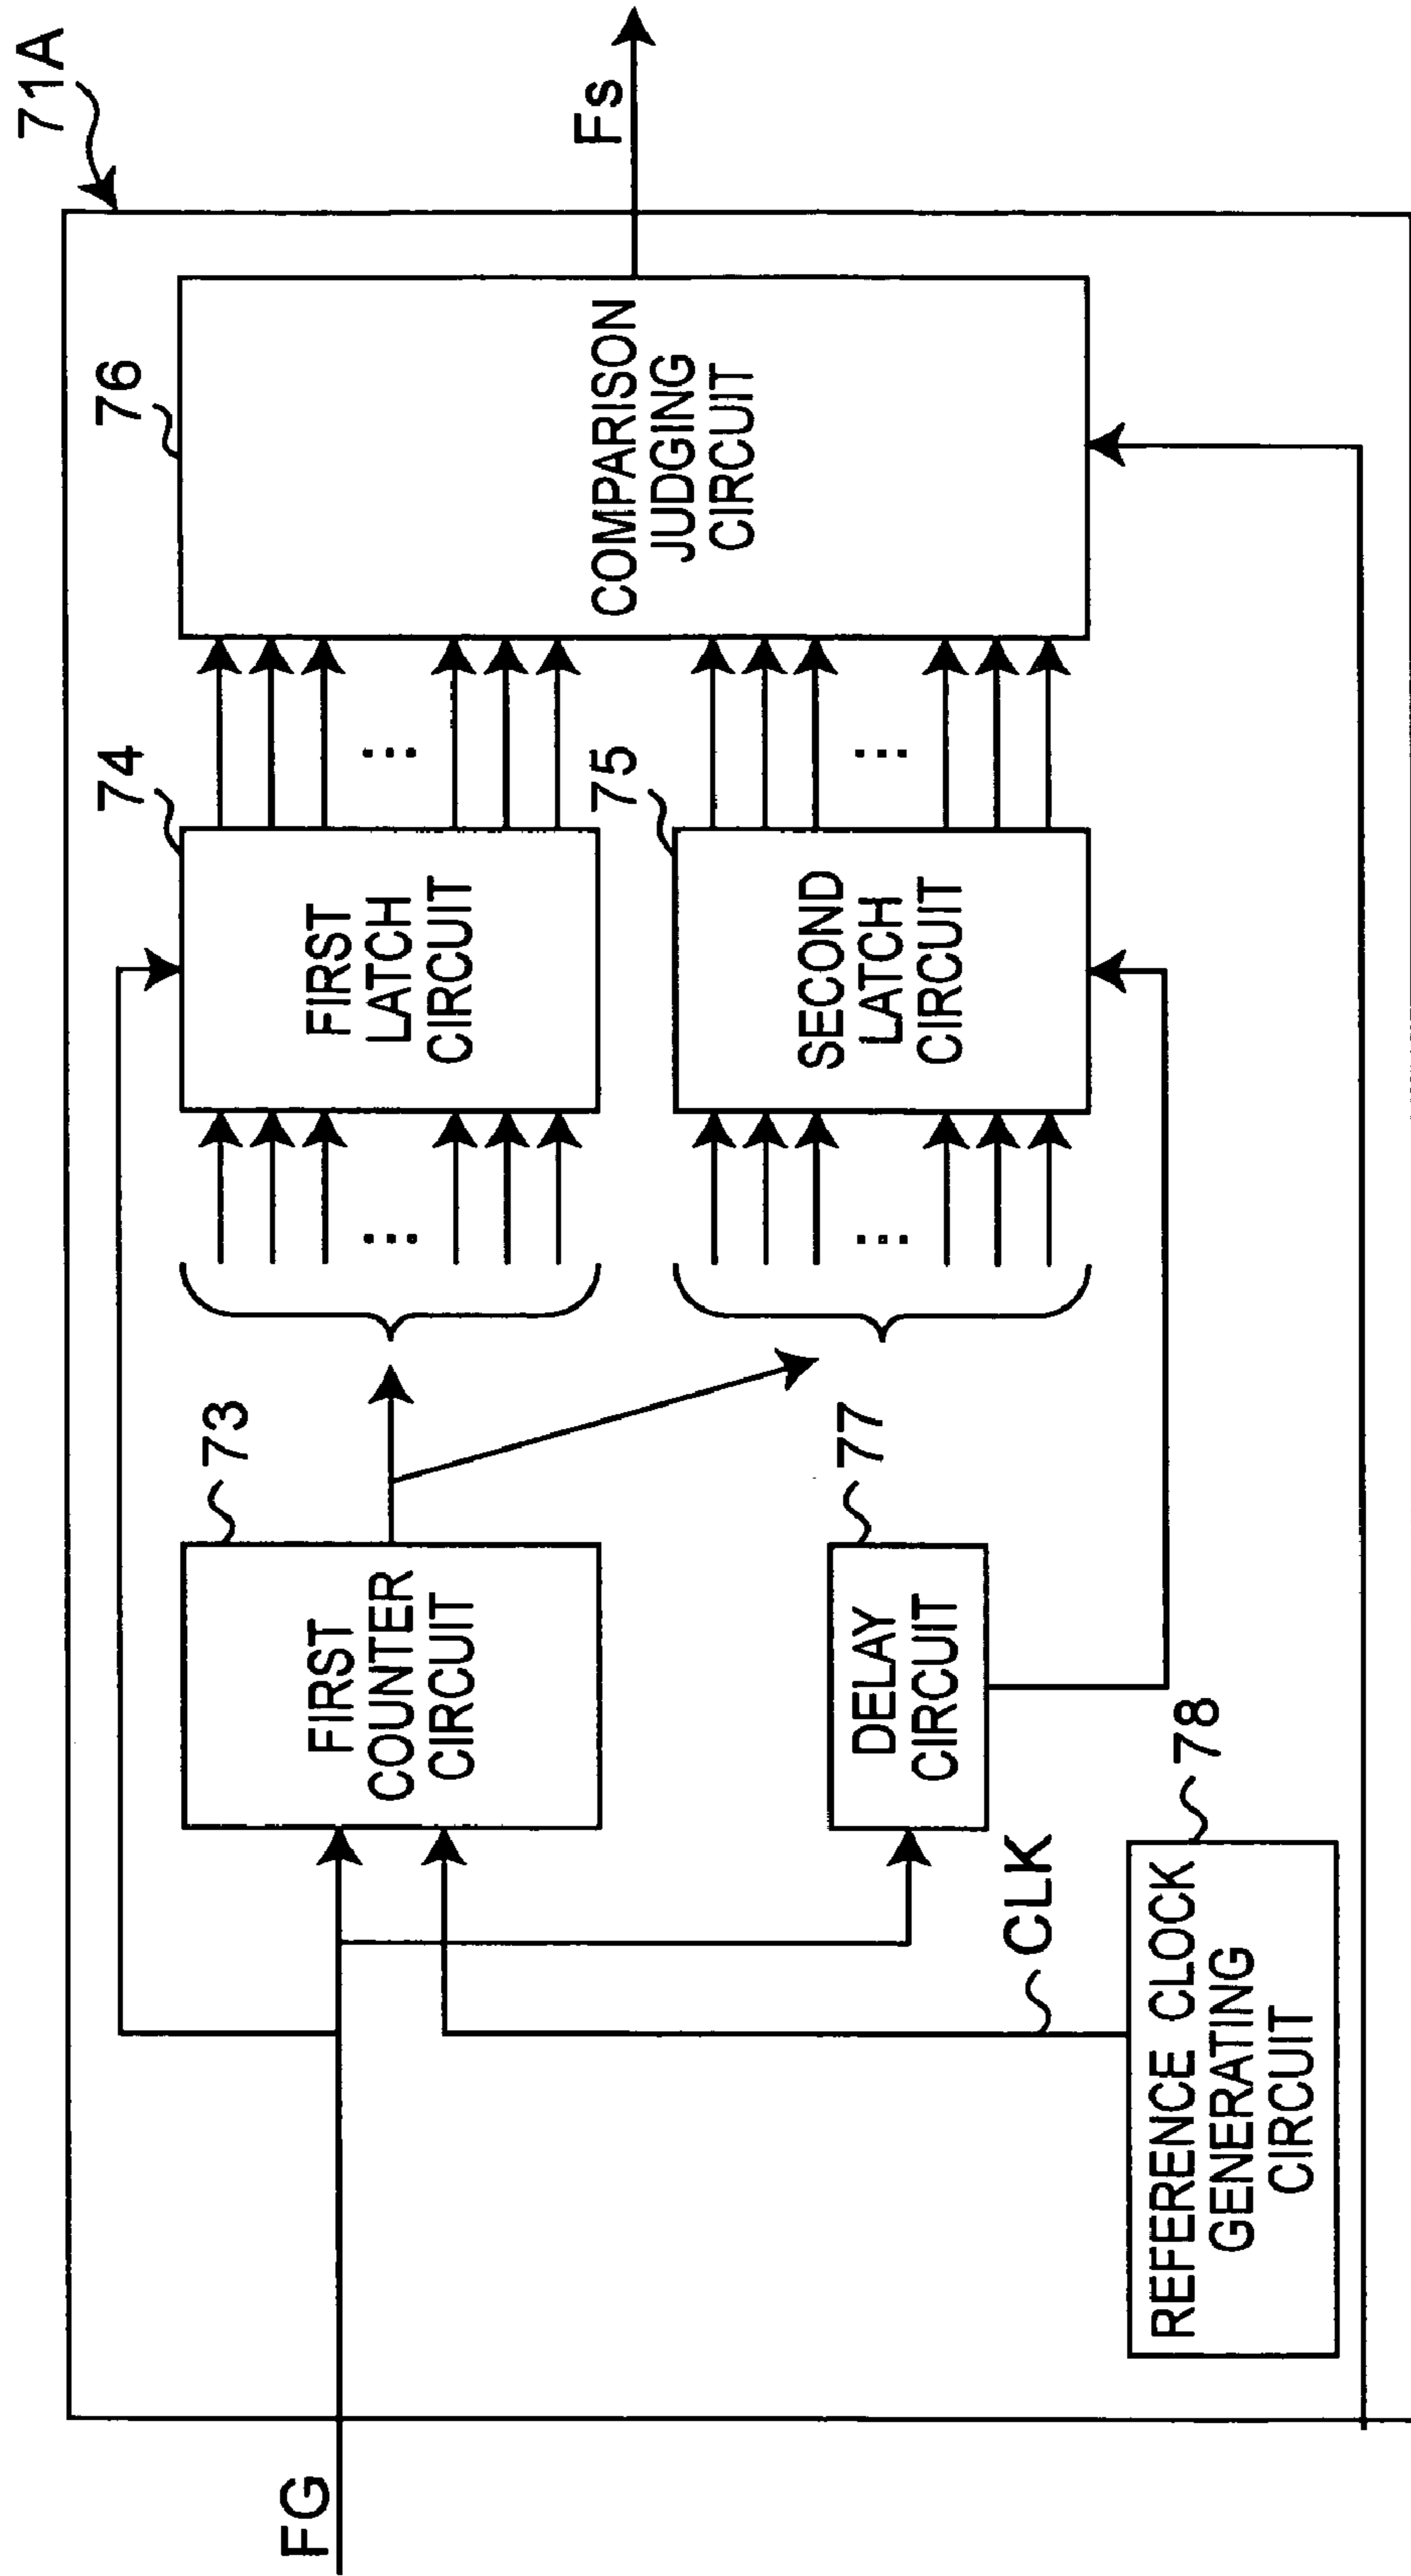 71A
FG
Fs
73
FIRST
COUNTER
CIRCUIT
74
FIRST
LATCH
CIRCUIT
76
COMPARISON
JUDGING
CIRCUIT
75
SECOND
LATCH
CIRCUIT
77
DELAY
CIRCUIT
CLK
78
REFERENCE CLOCK
GENERATING
CIRCUIT